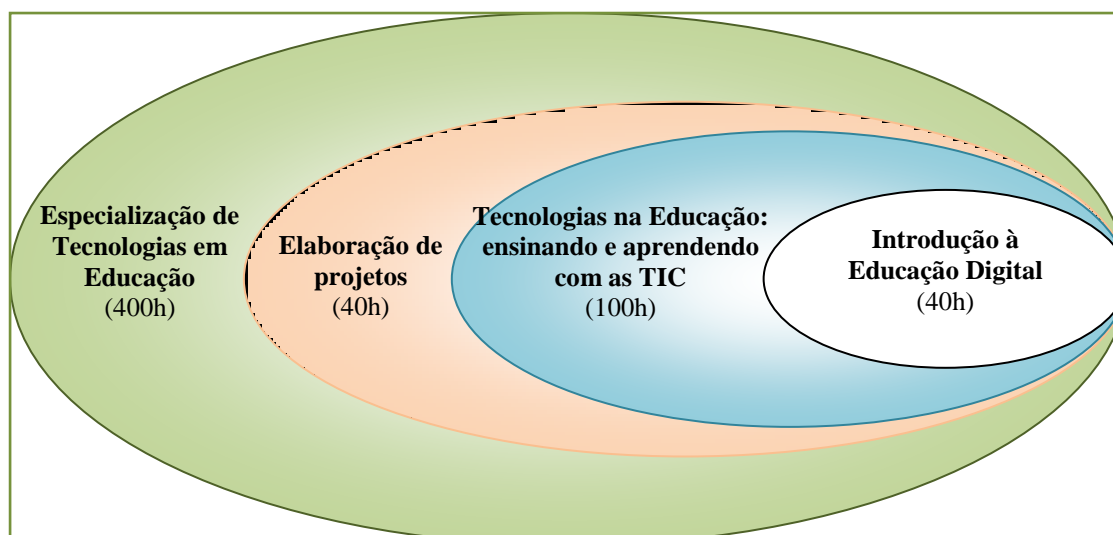 Especialização de
Tecnologias em
Educação
(400h)
Elaboração de
projetos
(40h)
Tecnologias na Educação:
ensinando e aprendendo
com as TIC
(100h)
Introdução à
Educação Digital
(40h)